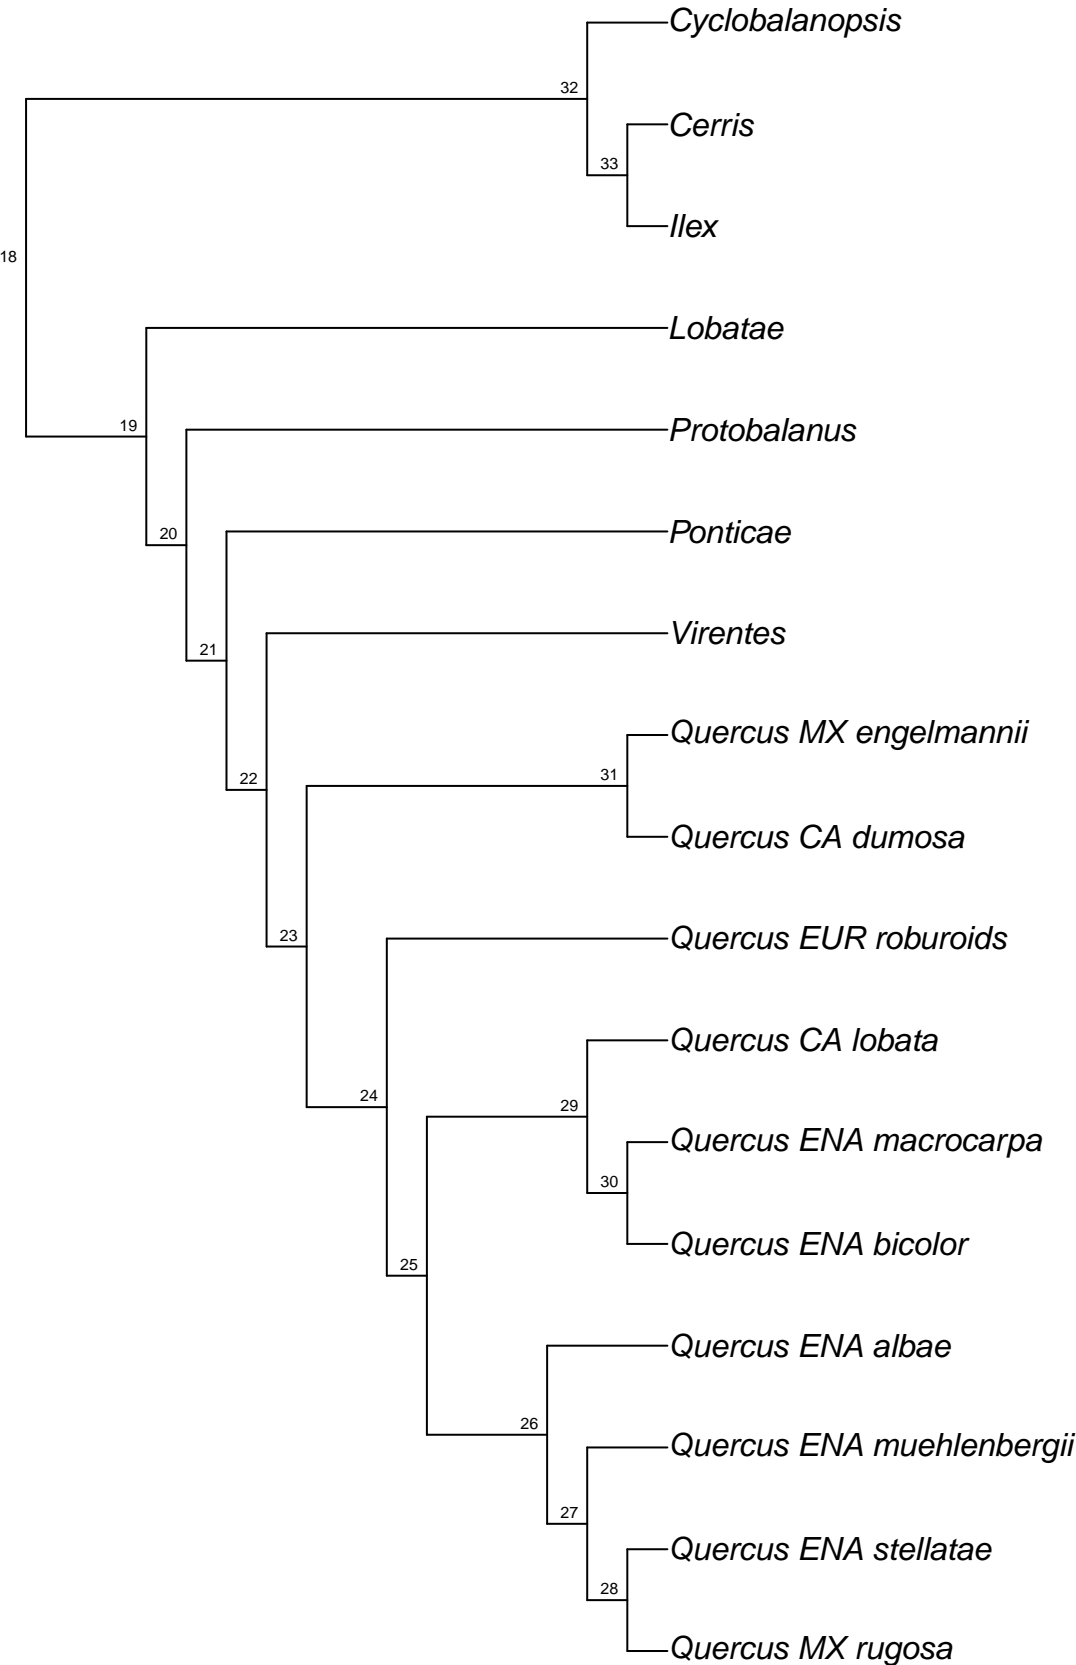 Cyclobalanopsis
32
Cerris
33
Ilex
18
Lobatae
19
Protobalanus
20
Ponticae
21
Virentes
Quercus MX engelmannii
31
22
Quercus CA dumosa
23
Quercus EUR roburoids
Quercus CA lobata
24
29
Quercus ENA macrocarpa
30
Quercus ENA bicolor
25
Quercus ENA albae
26
Quercus ENA muehlenbergii
27
Quercus ENA stellatae
28
Quercus MX rugosa